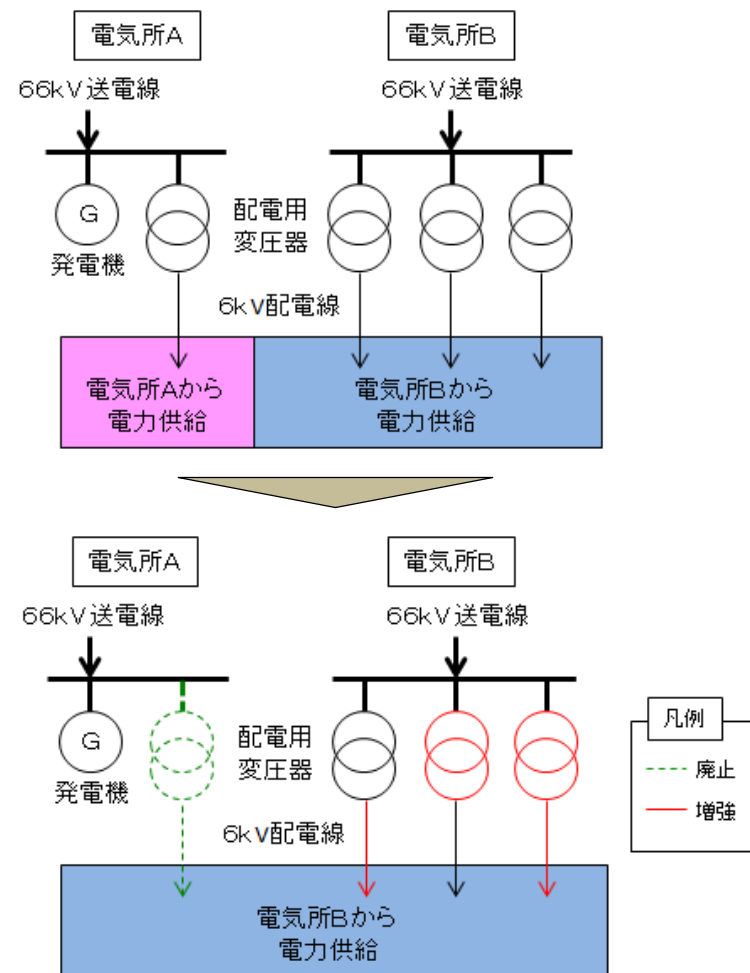 電気所A
電気所B
66kV送電線
66kV送電線
G
発電機
配電用
変圧器
6kV配電線
電気所Aから
電力供給
電気所Bから
電力供給
電気所A
電気所B
66kV送電線
66kV送電線
G
発電機
配電用
変圧器
凡例
廃止
増強
6kV配電線
電気所Bから
電力供給